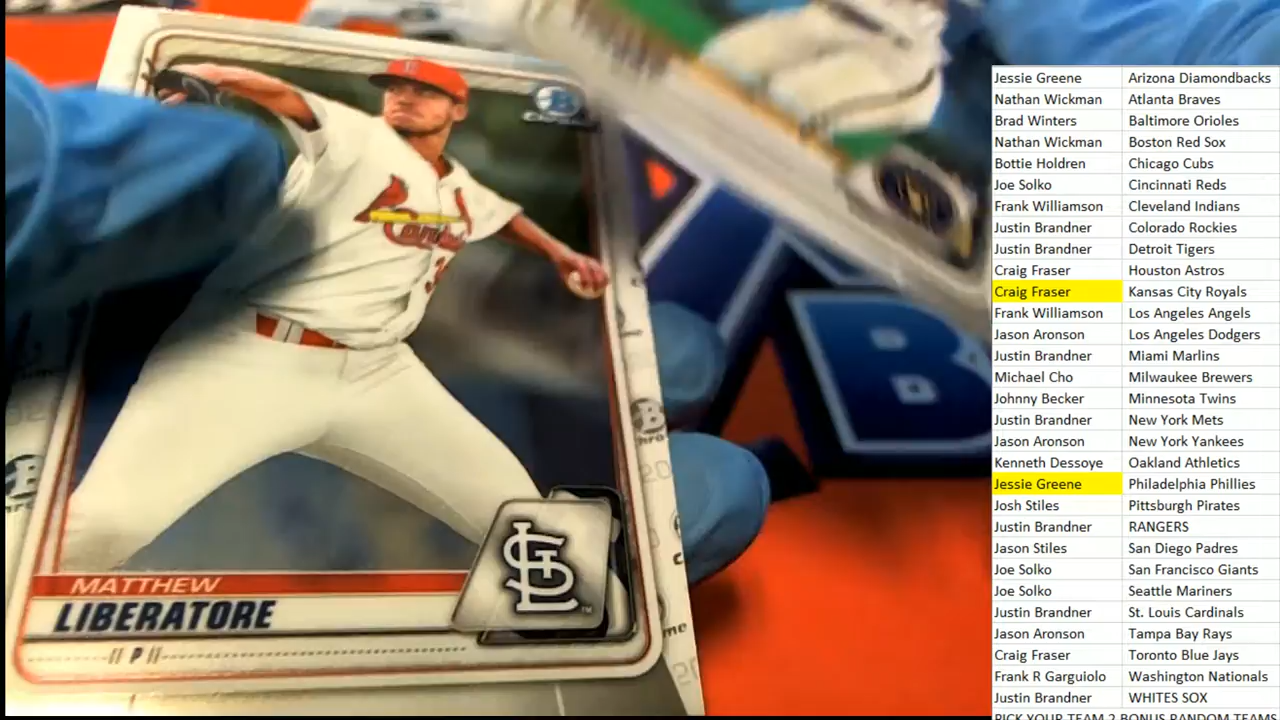 Cardinals
MATTHEW
LIBERATORE
P
Jessie Greene Arizona Diamondbacks
Nathan Wickman Atlanta Braves
Brad Winters Baltimore Orioles
Nathan Wickman Boston Red Sox
Bottie Holdren Chicago Cubs
Joe Solko Cincinnati Reds
Frank Williamson Cleveland Indians
Justin Brandner Colorado Rockies
Justin Brandner Detroit Tigers
Craig Fraser Houston Astros
Craig Fraser Kansas City Royals
Frank Williamson Los Angeles Angels
Jason Aronson Los Angeles Dodgers
Justin Brandner Miami Marlins
Michael Cho Milwaukee Brewers
Johnny Becker Minnesota Twins
Justin Brandner New York Mets
Jason Aronson New York Yankees
Kenneth Dessoye Oakland Athletics
Jessie Greene Philadelphia Phillies
Josh Stiles Pittsburgh Pirates
Justin Brandner RANGERS
Jason Stiles San Diego Padres
Joe Solko San Francisco Giants
Joe Solko Seattle Mariners
Justin Brandner St. Louis Cardinals
Jason Aronson Tampa Bay Rays
Craig Fraser Toronto Blue Jays
Frank R Garguiolo Washington Nationals
Justin Brandner WHITES SOX
PICK YOUR TEAM 2 BONUS RANDOM TEAMS